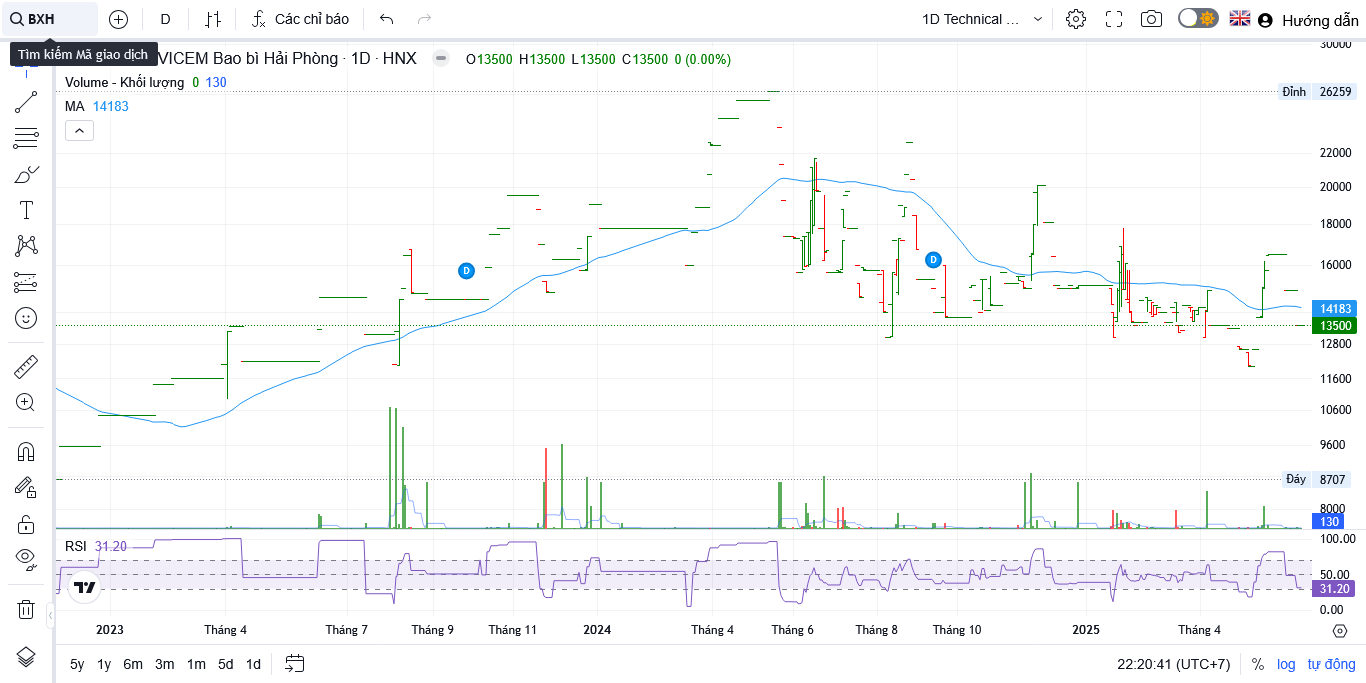 BXH
D
Các chỉ báo
1D Technical ...
Hướng dẫn
Tìm kiếm Mã giao dịch
VICEM Bao bì Hải Phòng · 1D · HNX
O13500 H13500 L13500 C13500 0 (0.00%)
Volume - Khối lượng 0 130
MA 14183
30000
Đỉnh 26259
22000
20000
18000
16000
14183
13500
12800
11600
10600
9600
Đáy 8707
8000
130
RSI 31.20
100.00
50.00
31.20
0.00
D
D
2023 Tháng 4 Tháng 7 Tháng 9 Tháng 11 2024 Tháng 4 Tháng 6 Tháng 8 Tháng 10 2025 Tháng 4
5y 1y 6m 3m 1m 5d 1d
22:20:41 (UTC+7) % log tự động